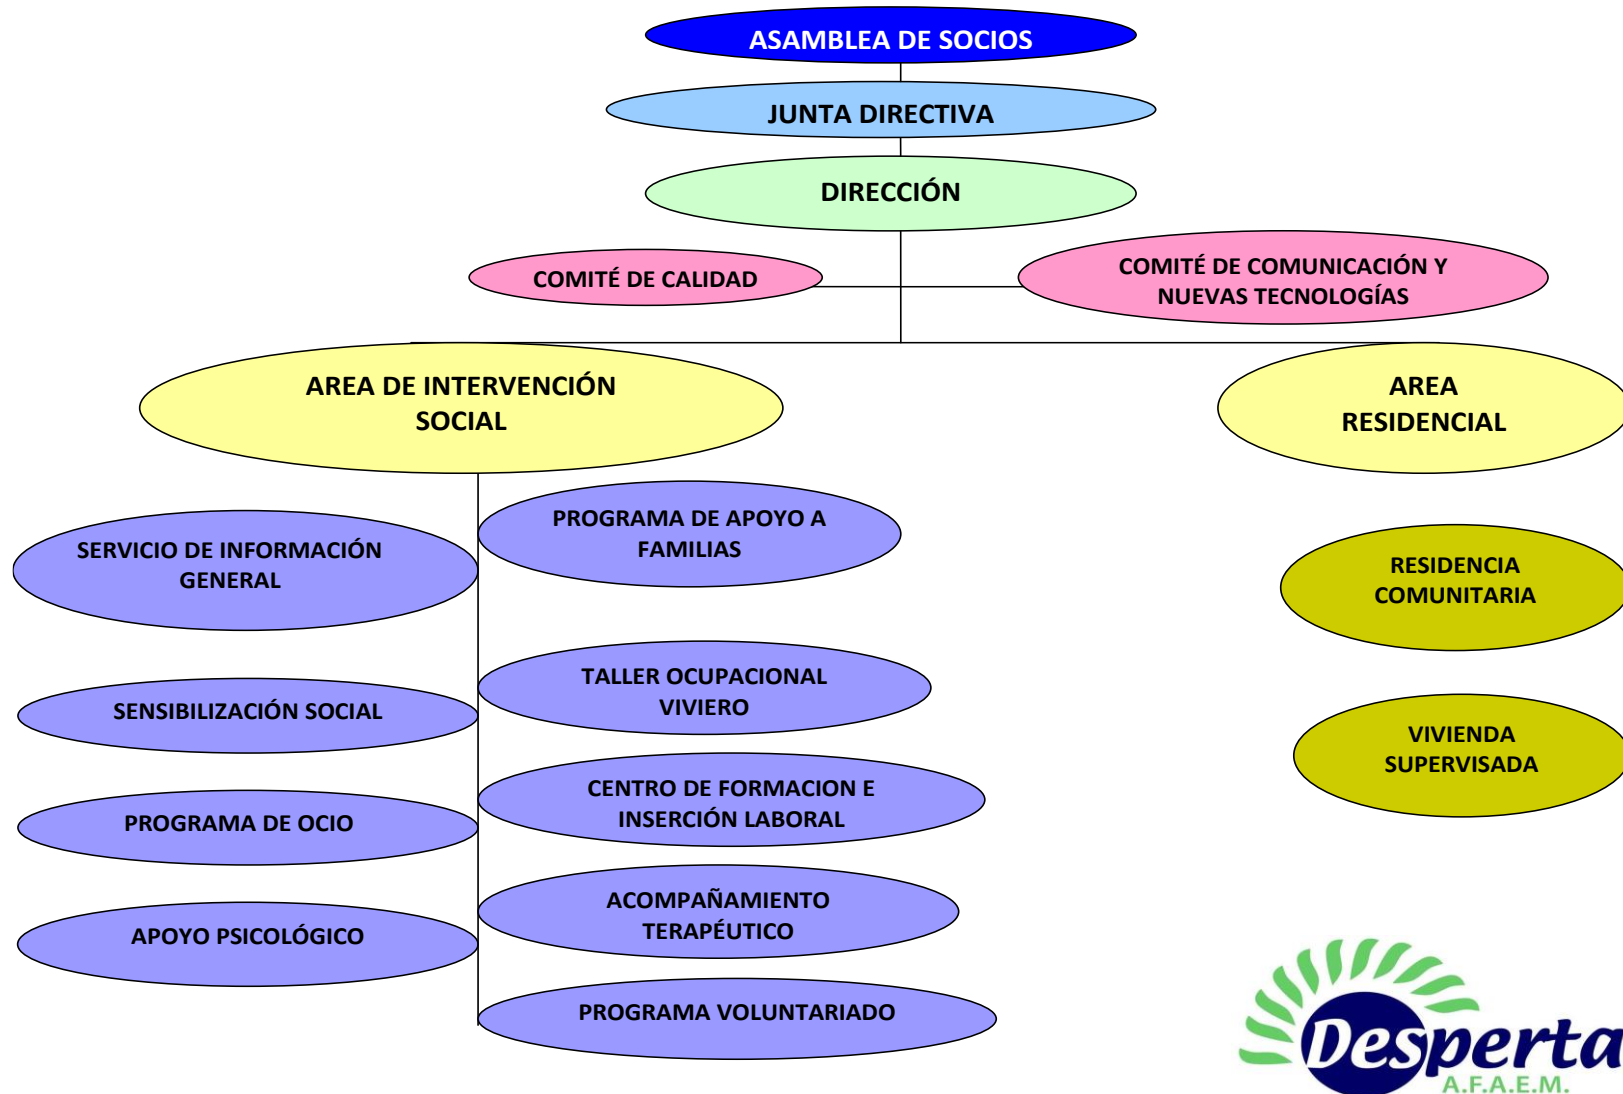 ASAMBLEA DE SOCIOS
JUNTA DIRECTIVA
DIRECCIÓN
COMITÉ DE CALIDAD
COMITÉ DE COMUNICACIÓN Y
NUEVAS TECNOLOGÍAS
AREA DE INTERVENCIÓN
SOCIAL
AREA
RESIDENCIAL
SERVICIO DE INFORMACIÓN
GENERAL
PROGRAMA DE APOYO A
FAMILIAS
RESIDENCIA
COMUNITARIA
SENSIBILIZACIÓN SOCIAL
TALLER OCUPACIONAL
VIVIERO
VIVIENDA
SUPERVISADA
PROGRAMA DE OCIO
CENTRO DE FORMACION E
INSERCIÓN LABORAL
APOYO PSICOLÓGICO
ACOMPAÑAMIENTO
TERAPÉUTICO
PROGRAMA VOLUNTARIADO
Desperta
A.F.A.E.M.